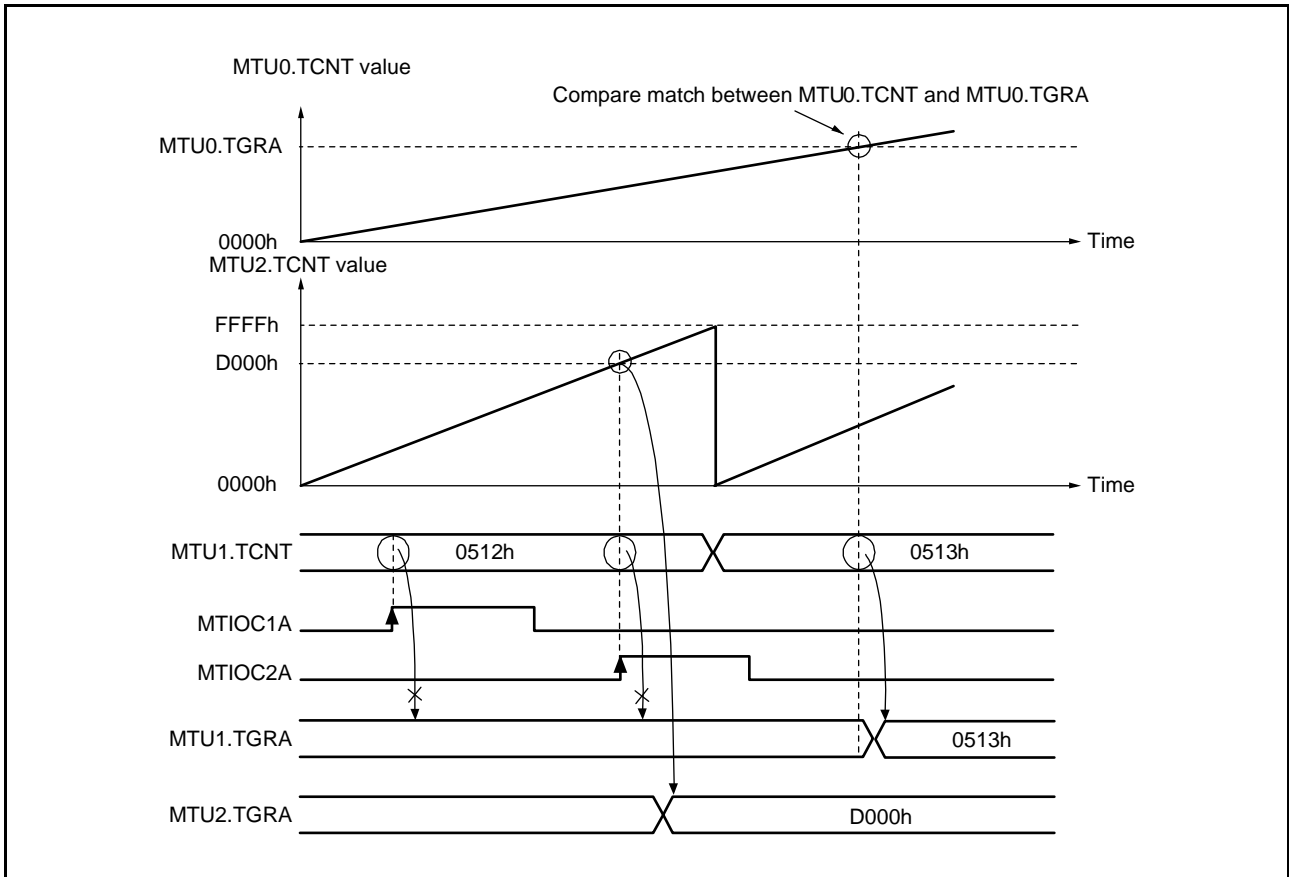 MTU0.TCNT value
Compare match between MTU0.TCNT and MTU0.TGRA
MTU0.TGRA
0000h
Time
MTU2.TCNT value
FFFFh
D000h
0000h
Time
MTU1.TCNT
0512h
0513h
MTIOC1A
MTIOC2A
MTU1.TGRA
0513h
MTU2.TGRA
D000h